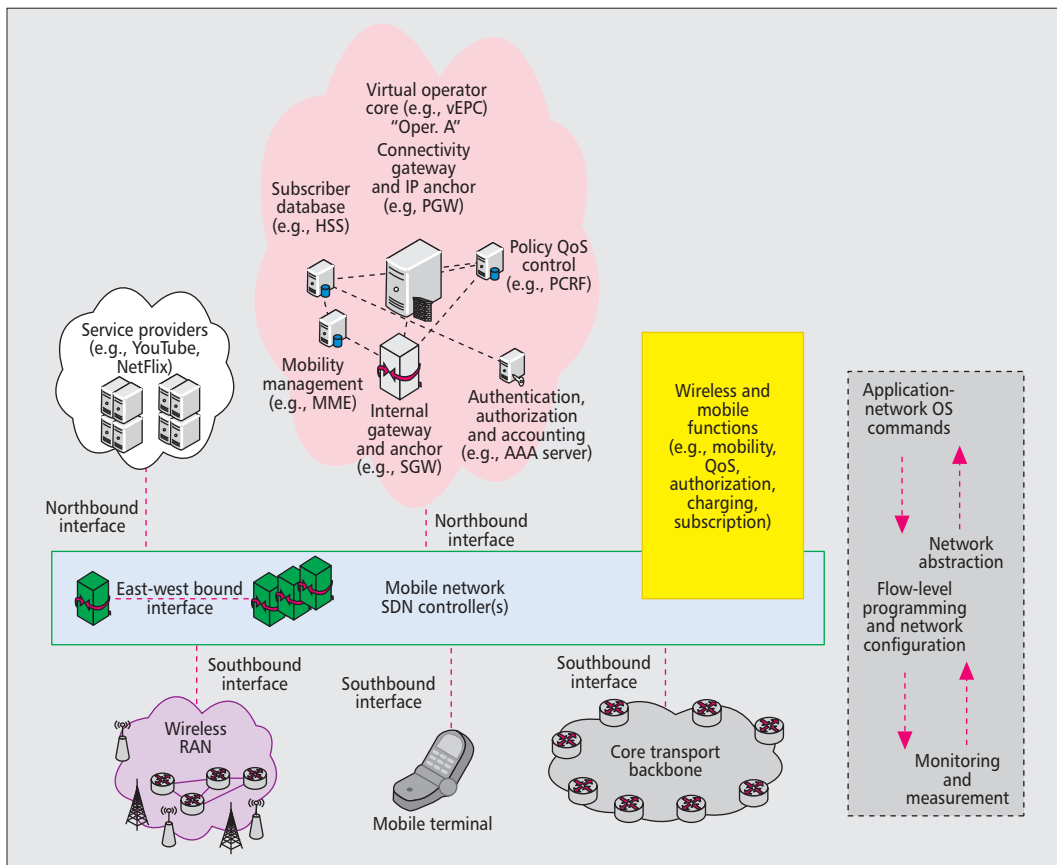 Virtual operator
core (e.g., vEPC)
“Oper. A”
Connectivity
gateway
and IP anchor
(e.g, PGW)
Subscriber
database
(e.g., HSS)
Policy QoS
control
(e.g., PCRF)
Mobility
management
(e.g., MME)
Internal
gateway
and anchor
(e.g., SGW)
Authentication,
authorization
and accounting
(e.g., AAA server)
Service providers
(e.g., YouTube,
NetFlix)
Wireless and
mobile
functions
(e.g., mobility,
QoS,
authorization,
charging,
subscription)
Application-
network OS
commands
Network
abstraction
Flow-level
programming
and network
configuration
Monitoring
and
measurement
Northbound
interface
Northbound
interface
East-west bound
interface
Mobile network
SDN controller(s)
Southbound
interface
Southbound
interface
Southbound
interface
Wireless
RAN
Mobile terminal
Core transport
backbone